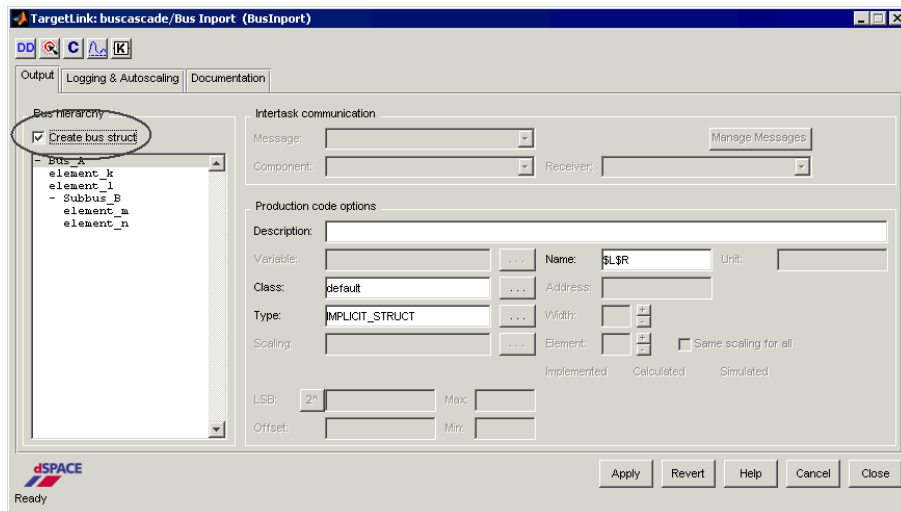 TargetLink: buscascade/Bus Inport (BusInport)
DD C K
Output Logging & Autoscaling Documentation
Bus hierarchy
Create bus struct
- Bus_A
element_k
element_l
- Subbus_B
element_m
element_n
Intertask communication
Message: Manage Messages
Component: Receiver:
Production code options
Description:
Variable: ... Name: $L$R Unit:
Class: default ... Address:
Type: IMPLICIT_STRUCT ... Width: + -
Scaling: ... Element: + - Same scaling for all
Implemented Calculated Simulated
LSB: 2^ Max:
Offset: Min:
dSPACE
Apply Revert Help Cancel Close
Ready